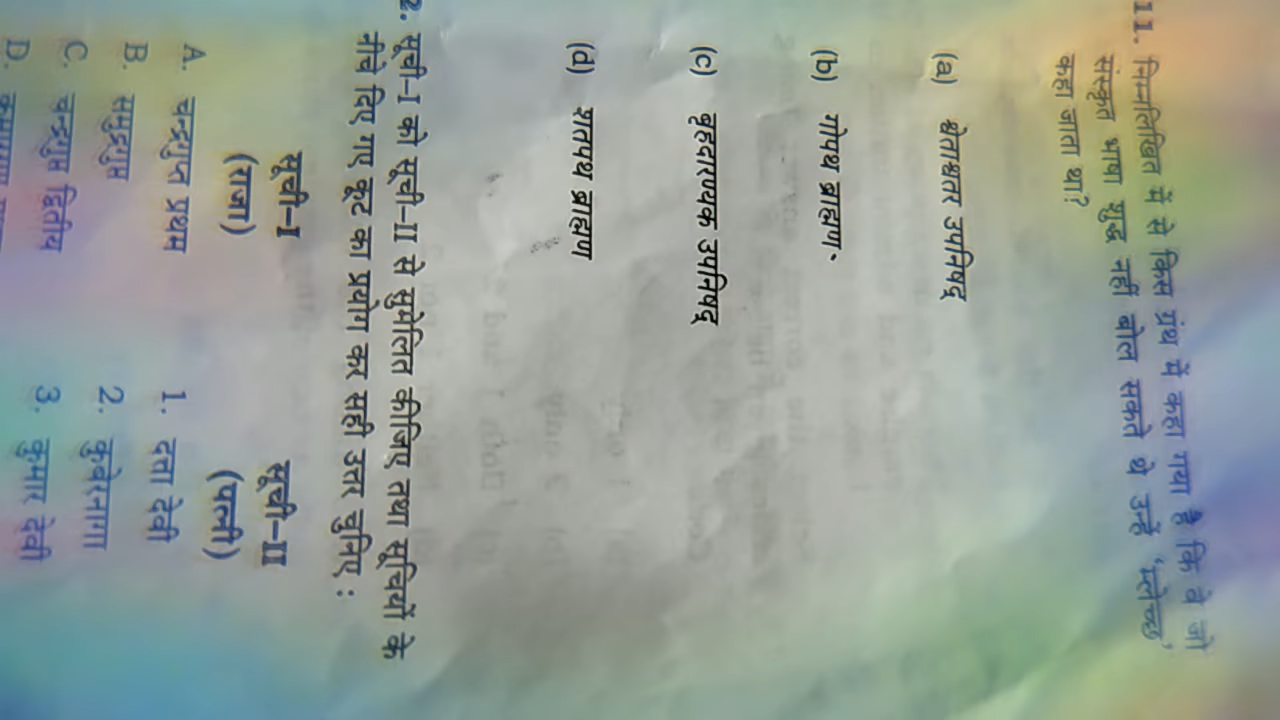 11. निम्नलिखित में से किस ग्रंथ में कहा गया है कि वे जो
संस्कृत भाषा शुद्ध नहीं बोल सकते थे उन्हें 'म्लेच्छ'
कहा जाता था?
(a) श्वेताश्वतर उपनिषद्
(b) गोपथ ब्राह्मण
(c) बृहदारण्यक उपनिषद्
(d) शतपथ ब्राह्मण
2. सूची-I को सूची-II से सुमेलित कीजिए तथा सूचियों के
नीचे दिए गए कूट का प्रयोग कर सही उत्तर चुनिए :
सूची-I सूची-II
(राजा) (पत्नी)
A. चन्द्रगुप्त प्रथम 1. दत्ता देवी
B. समुद्रगुप्त 2. कुबेरनागा
C. चन्द्रगुप्त द्वितीय 3. कुमार देवी
D.